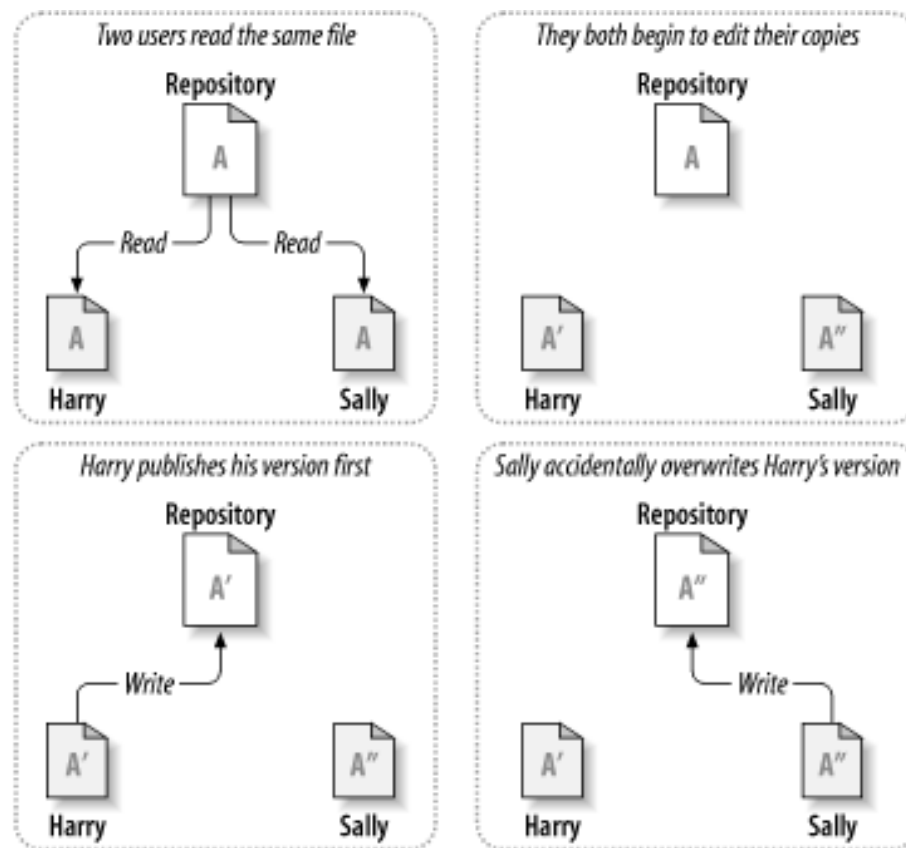 Two users read the same file
Repository
A
Read
Read
A
A
Harry
Sally
They both begin to edit their copies
Repository
A
A′
A″
Harry
Sally
Harry publishes his version first
Repository
A′
Write
A′
A″
Harry
Sally
Sally accidentally overwrites Harry's version
Repository
A″
Write
A′
A″
Harry
Sally